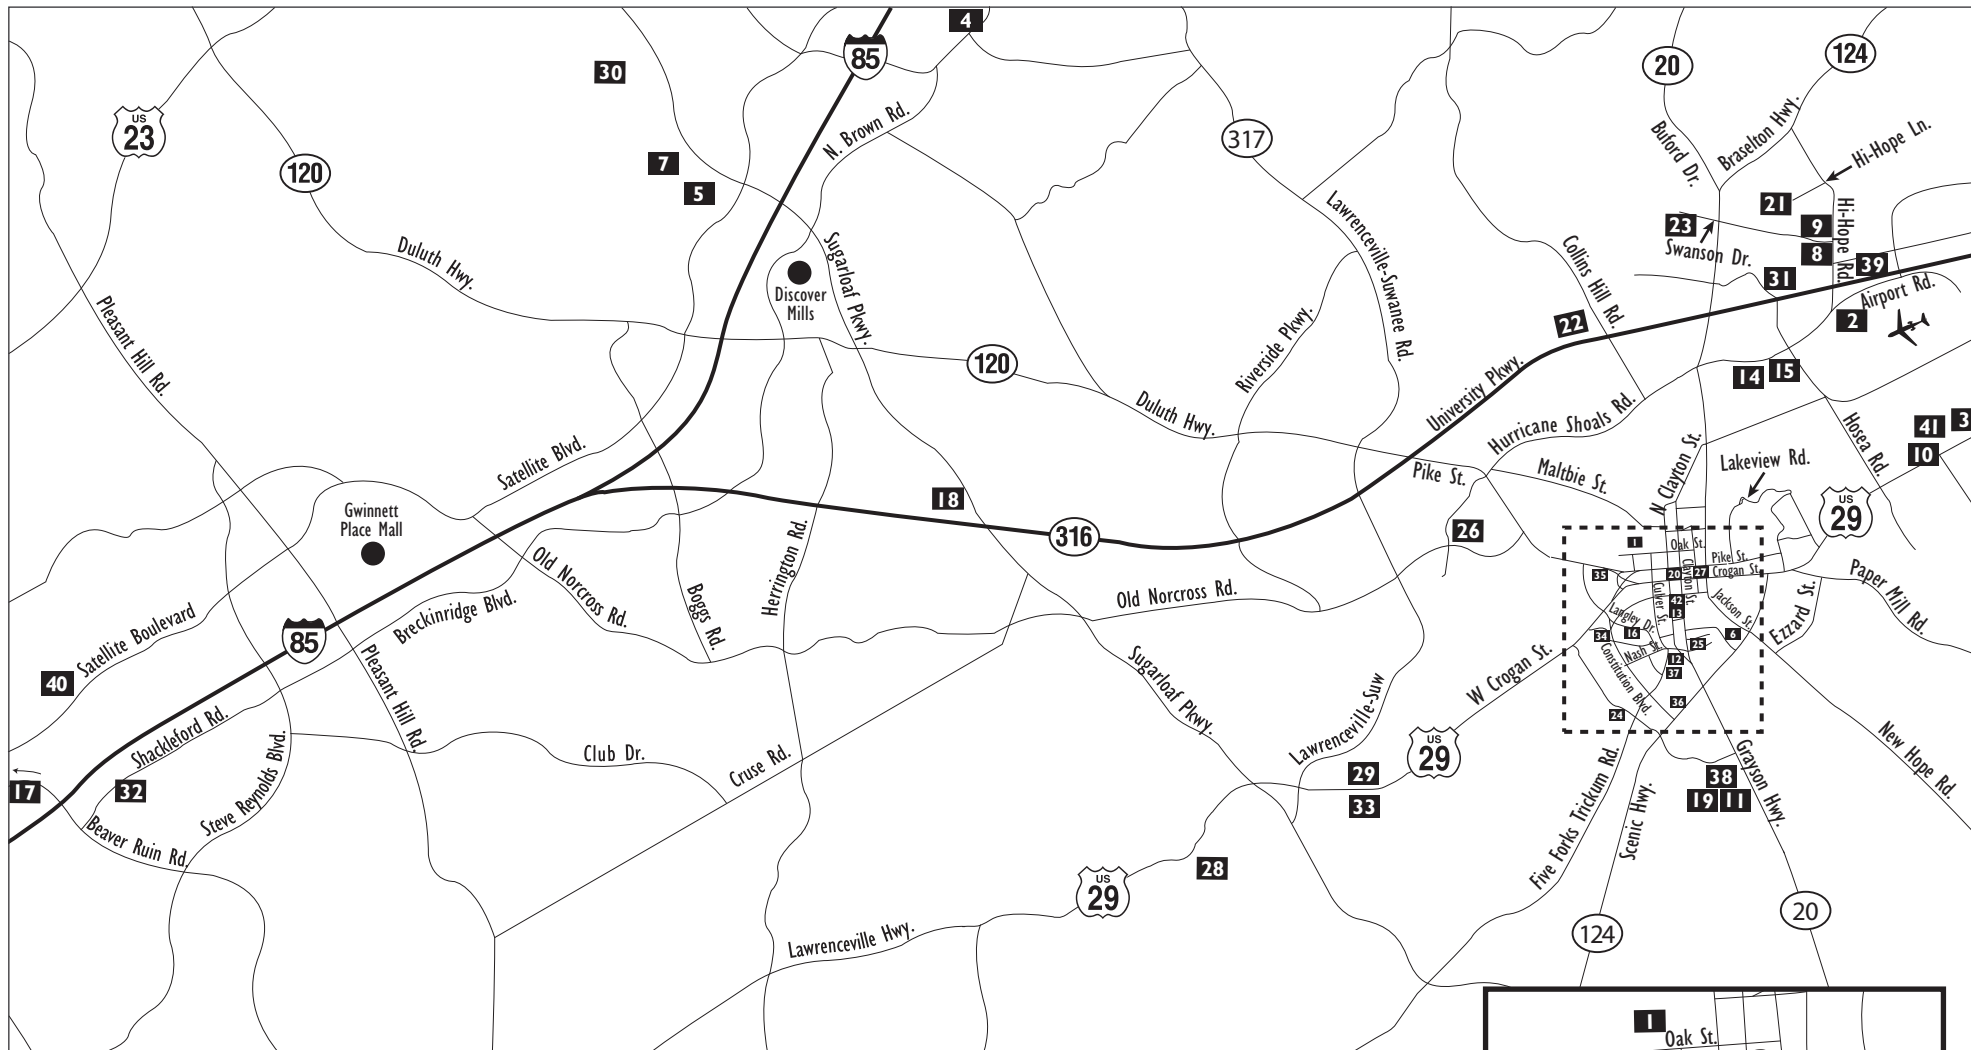 4
85
30
20
124
US
23
N. Brown Rd.
317
Buford Dr.
Braselton Hwy.
Hi-Hope Ln.
120
7
5
21
23
9
Hi-Hope Rd.
Swanson Dr.
8
39
31
Lawrenceville-Suwanee Rd.
Collins Hill Rd.
Duluth Hwy.
Sugarloaf Pkwy.
Discover
Mills
Airport Rd.
2
22
Pleasant Hill Rd.
Riverside Pkwy.
120
University Pkwy.
14
15
Duluth Hwy.
Hurricane Shoals Rd.
Hosea Rd.
41
3
10
Satellite Blvd.
Pike St.
Maltbie St.
N Clayton St.
Lakeview Rd.
US
29
Gwinnett
Place Mall
18
316
26
Herrington Rd.
Old Norcross Rd.
Boggs Rd.
1
Oak St.
Pike St.
Crogan St.
35
20
27
Clayton St.
Culver St.
42
13
Jackson St.
Langley Dr.
34
16
6
25
Nash St.
12
37
Constitution Blvd.
36
24
Ezzard St.
Paper Mill Rd.
Old Norcross Rd.
Breckinridge Blvd.
85
Satellite Boulevard
40
Pleasant Hill Rd.
Sugarloaf Pkwy.
W Crogan St.
Lawrenceville-Suw
Shackleford Rd.
Steve Reynolds Blvd.
Club Dr.
Cruse Rd.
US
29
New Hope Rd.
29
33
38
19
11
Grayson Hwy.
17
32
Beaver Ruin Rd.
Five Forks Trickum Rd.
Scenic Hwy.
28
US
29
Lawrenceville Hwy.
124
20
1
Oak St.